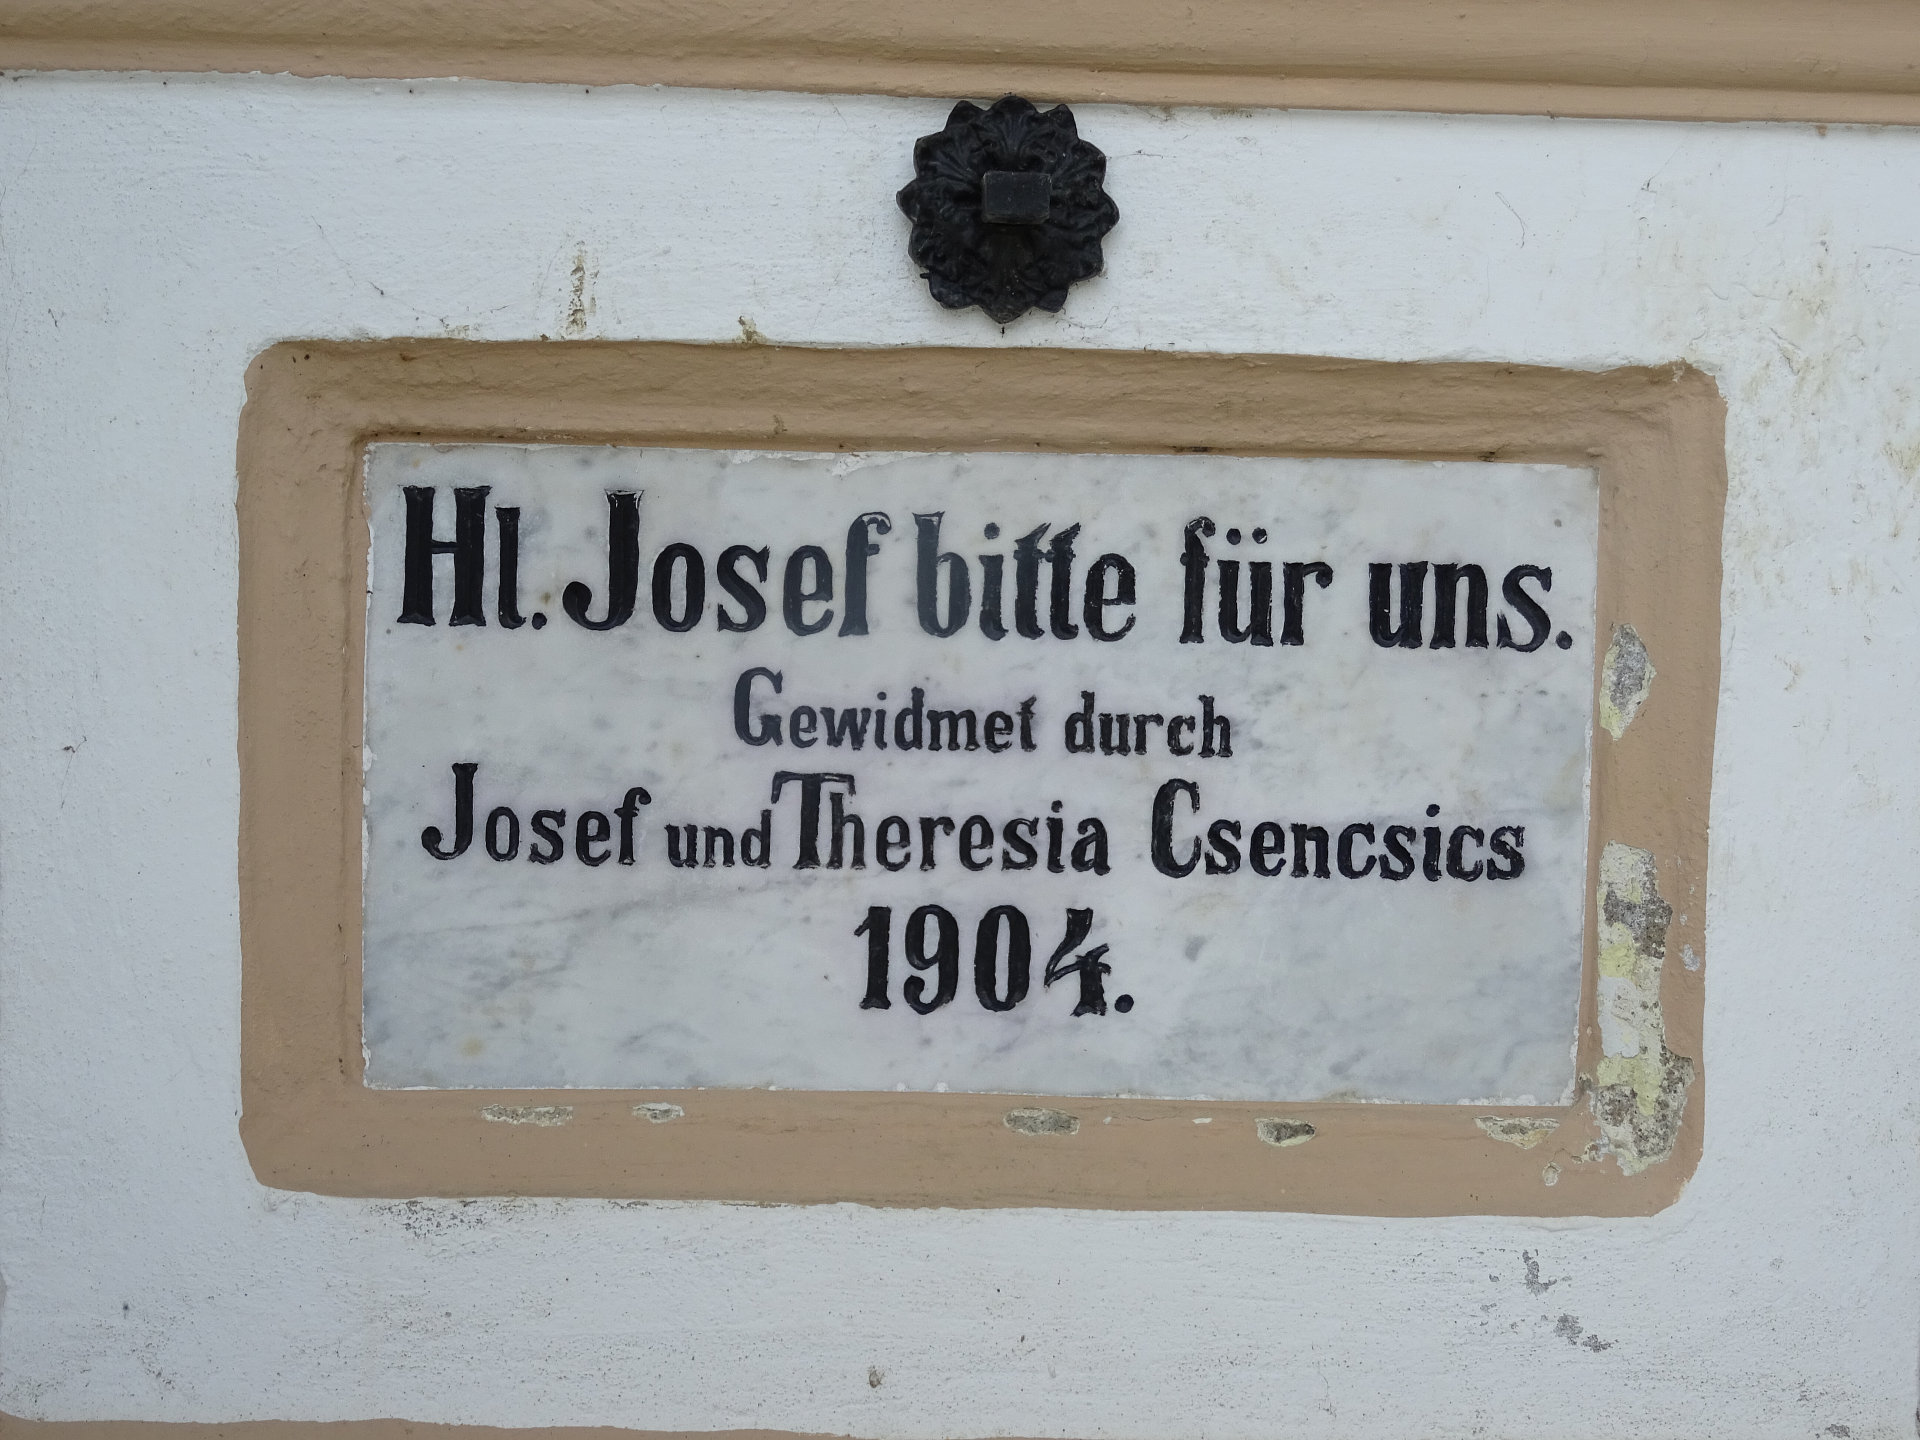 Hl. Josef bitte für uns.
Gewidmet durch
Josef und Theresia Csencsics
1904.